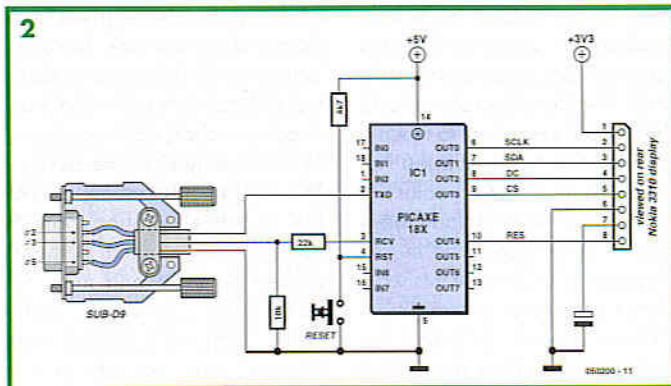 2
+5V
+3V3
4k7
14
17 IN0 OUT0 6 SCLK 1
18 IN1 OUT1 7 SDA 2
1 IN2 OUT2 8 DC 3
2 TXD OUT3 9 CS 4
IC1
PICAXE
18X
5
6
7
3 RCV OUT4 10 RES 8
4 RST OUT5 11
15 IN6 OUT6 12
16 IN7 OUT7 13
5
22k
10k
RESET
r2
r3
r5
SUB-D9
viewed on rear
Nokia 3310 display
050200 - 11